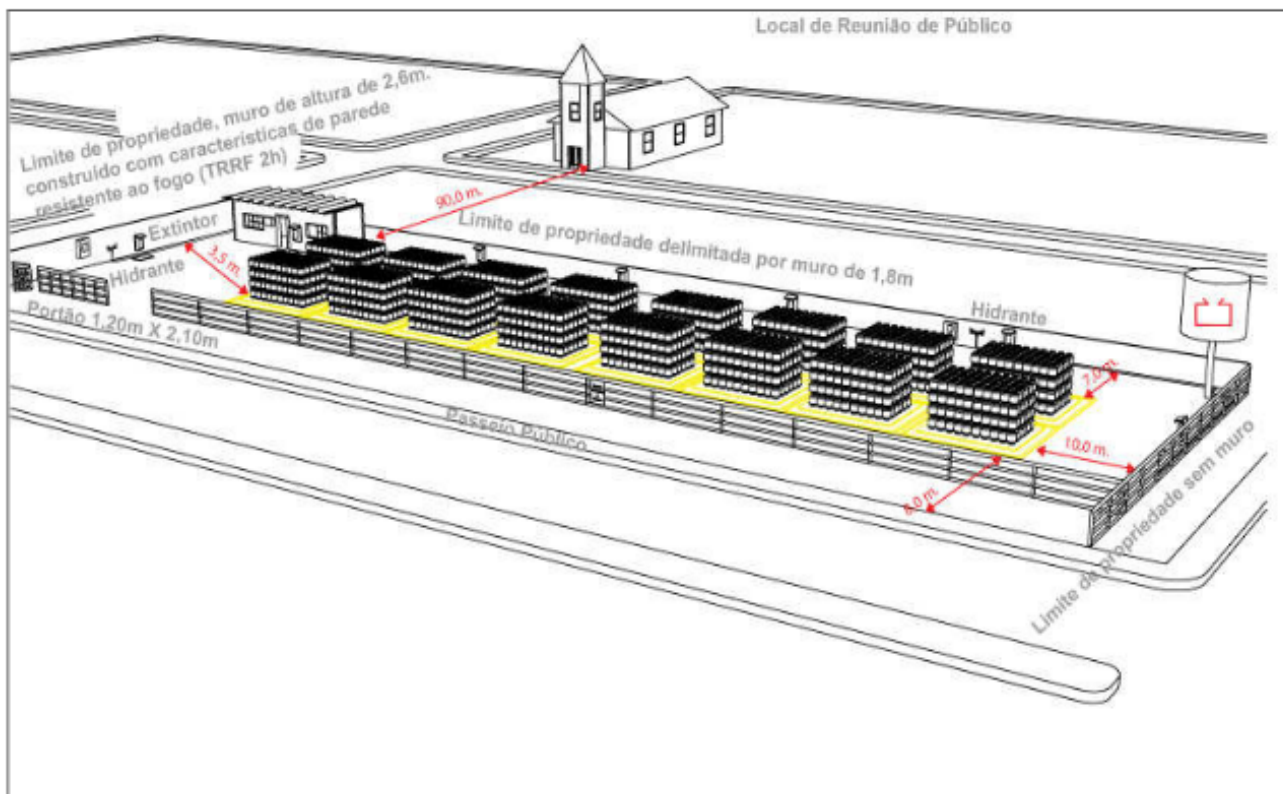 Local de Reunião de Público
Limite de propriedade, muro de altura de 2,6m.
construído com características de parede
resistente ao fogo (TRRF 2h)
90,0 m.
Extintor
Limite de propriedade delimitada por muro de 1,8m
3,5 m.
Hidrante
Hidrante
Portão 1,20m X 2,10m
7,0 m.
Passeio Público
10,0 m.
Limite de propriedade sem muro